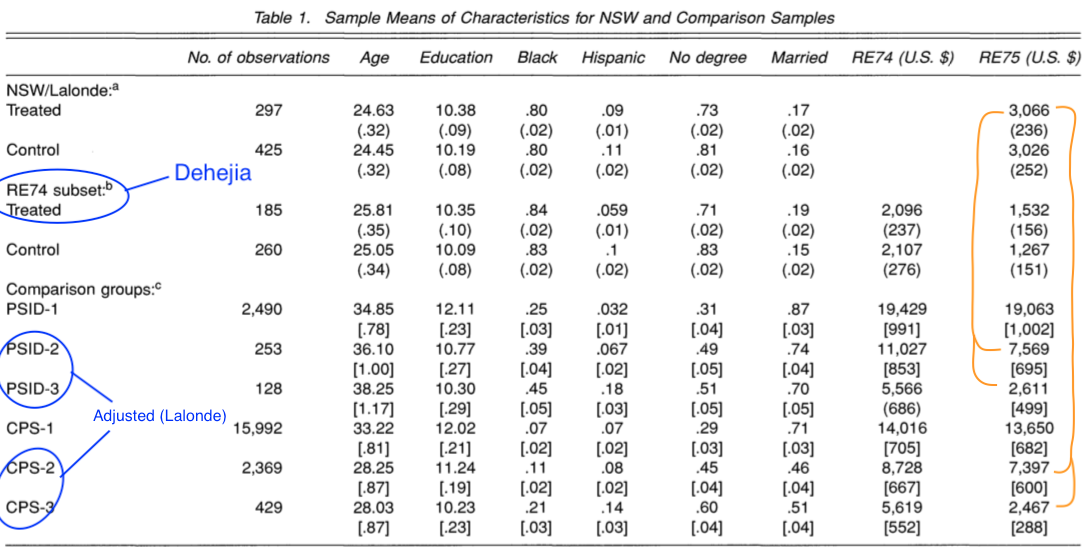 Table 1. Sample Means of Characteristics for NSW and Comparison Samples
No. of observations Age Education Black Hispanic No degree Married RE74 (U.S. $) RE75 (U.S. $)
NSW/Lalonde:a
Treated 297 24.63 10.38 .80 .09 .73 .17 3,066
(.32) (.09) (.02) (.01) (.02) (.02) (236)
Control 425 24.45 10.19 .80 .11 .81 .16 3,026
(.32) (.08) (.02) (.02) (.02) (.02) (252)
Dehejia
RE74 subset:b
Treated 185 25.81 10.35 .84 .059 .71 .19 2,096 1,532
(.35) (.10) (.02) (.01) (.02) (.02) (237) (156)
Control 260 25.05 10.09 .83 .1 .83 .15 2,107 1,267
(.34) (.08) (.02) (.02) (.02) (.02) (276) (151)
Comparison groups:c
PSID-1 2,490 34.85 12.11 .25 .032 .31 .87 19,429 19,063
[.78] [.23] [.03] [.01] [.04] [.03] [991] [1,002]
PSID-2 253 36.10 10.77 .39 .067 .49 .74 11,027 7,569
[1.00] [.27] [.04] [.02] [.05] [.04] [853] [695]
PSID-3 128 38.25 10.30 .45 .18 .51 .70 5,566 2,611
[1.17] [.29] [.05] [.03] [.05] [.05] (686) [499]
Adjusted (Lalonde)
CPS-1 15,992 33.22 12.02 .07 .07 .29 .71 14,016 13,650
[.81] [.21] [.02] [.02] [.03] [.03] [705] [682]
CPS-2 2,369 28.25 11.24 .11 .08 .45 .46 8,728 7,397
[.87] [.19] [.02] [.02] [.04] [.04] [667] [600]
CPS-3 429 28.03 10.23 .21 .14 .60 .51 5,619 2,467
[.87] [.23] [.03] [.03] [.04] [.04] [552] [288]